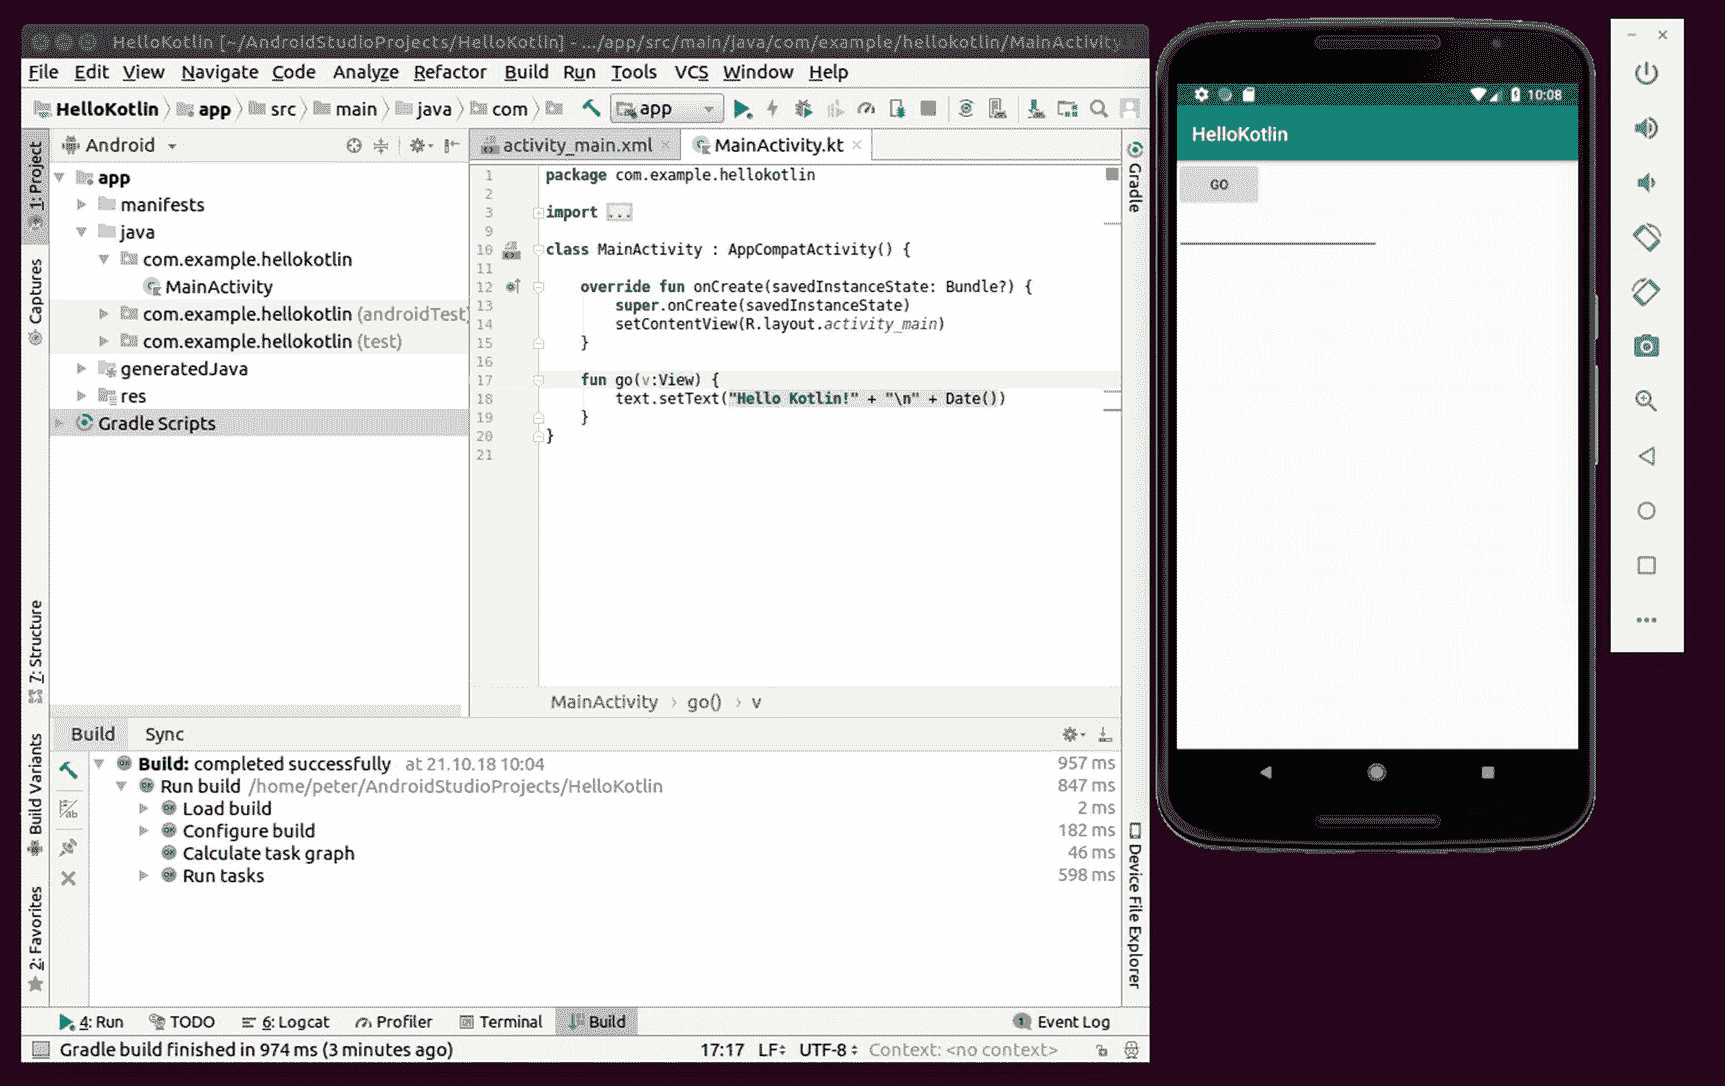 HelloKotlin [~/AndroidStudioProjects/HelloKotlin] - .../app/src/main/java/com/example/hellokotlin/MainActivity
File Edit View Navigate Code Analyze Refactor Build Run Tools VCS Window Help
HelloKotlin app src main java com app
1: Project
Captures
7: Structure
Build Variants
2: Favorites
Android
app
manifests
java
com.example.hellokotlin
MainActivity
com.example.hellokotlin (androidTest)
com.example.hellokotlin (test)
generatedJava
res
Gradle Scripts
activity_main.xml MainActivity.kt
1 package com.example.hellokotlin
2
3 import ...
9
10 class MainActivity : AppCompatActivity() {
11
12 override fun onCreate(savedInstanceState: Bundle?) {
13 super.onCreate(savedInstanceState)
14 setContentView(R.layout.activity_main)
15 }
16
17 fun go(v:View) {
18 text.setText("Hello Kotlin!" + "\n" + Date())
19 }
20 }
21
MainActivity › go() › v
Gradle
Device File Explorer
Build Sync
Build: completed successfully at 21.10.18 10:04 957 ms
Run build /home/peter/AndroidStudioProjects/HelloKotlin 847 ms
Load build 2 ms
Configure build 182 ms
Calculate task graph 46 ms
Run tasks 598 ms
4: Run TODO 6: Logcat Profiler Terminal Build 1 Event Log
Gradle build finished in 974 ms (3 minutes ago) 17:17 LF UTF-8 Context: <no context>
10:08
HelloKotlin
GO